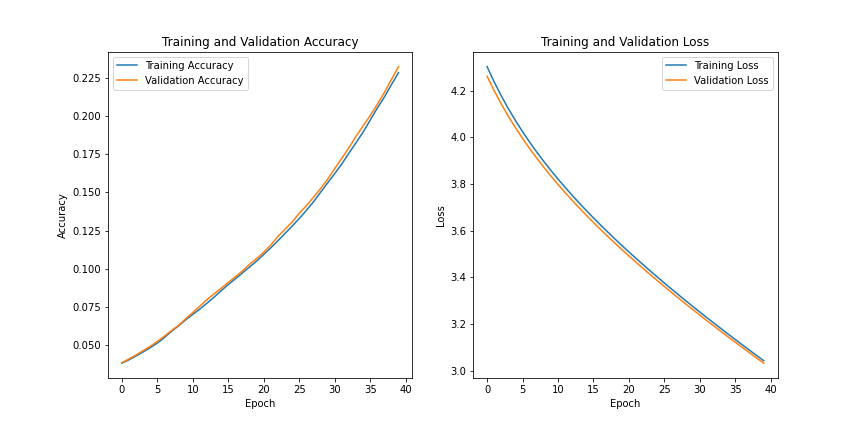 Training and Validation Accuracy
Training Accuracy
Validation Accuracy
0.225
0.200
0.175
0.150
0.125
0.100
0.075
0.050
Accuracy
0 5 10 15 20 25 30 35 40
Epoch
Training and Validation Loss
Training Loss
Validation Loss
4.2
4.0
3.8
3.6
3.4
3.2
3.0
Loss
0 5 10 15 20 25 30 35 40
Epoch